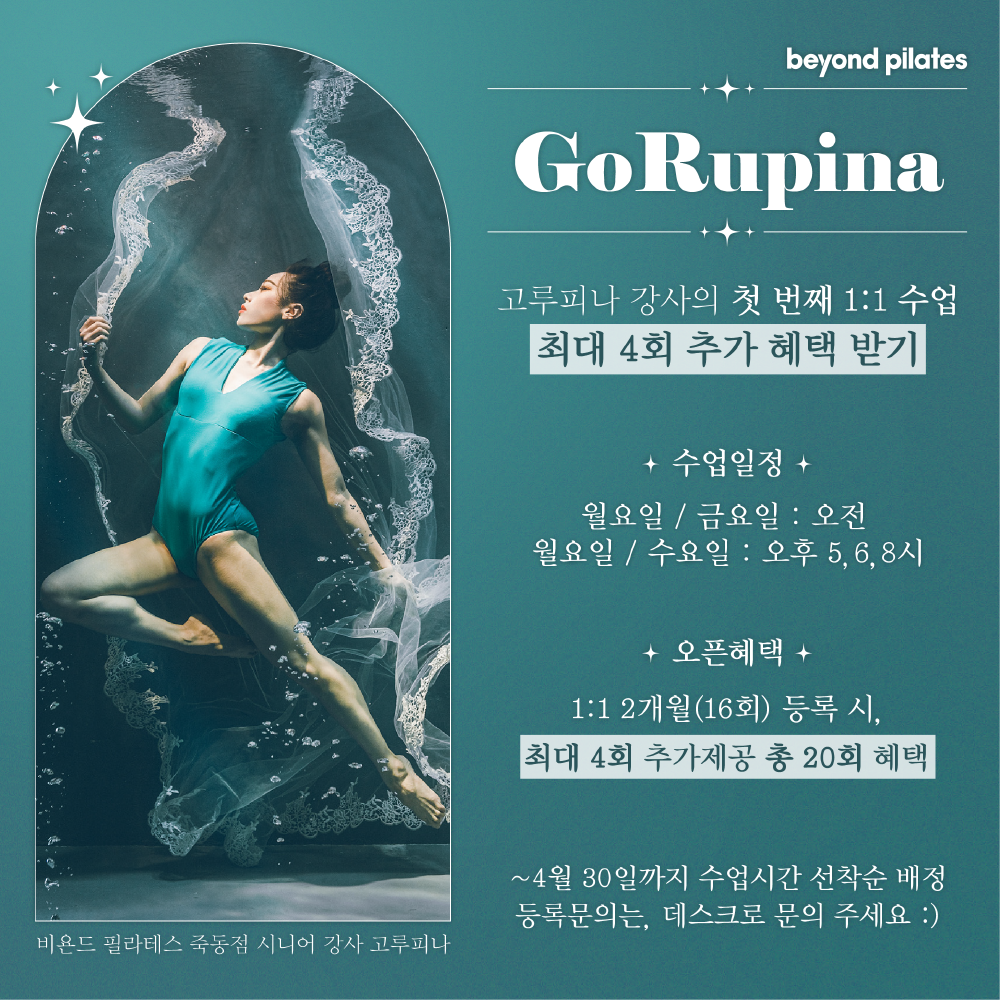 beyond pilates
GoRupina
고루피나 강사의 첫 번째 1:1 수업
최대 4회 추가 혜택 받기
수업일정
월요일 / 금요일 : 오전
월요일 / 수요일 : 오후 5, 6, 8시
오픈혜택
1:1 2개월(16회) 등록 시,
최대 4회 추가제공 총 20회 혜택
~4월 30일까지 수업시간 선착순 배정
등록문의는, 데스크로 문의 주세요 :)
비욘드 필라테스 죽동점 시니어 강사 고루피나